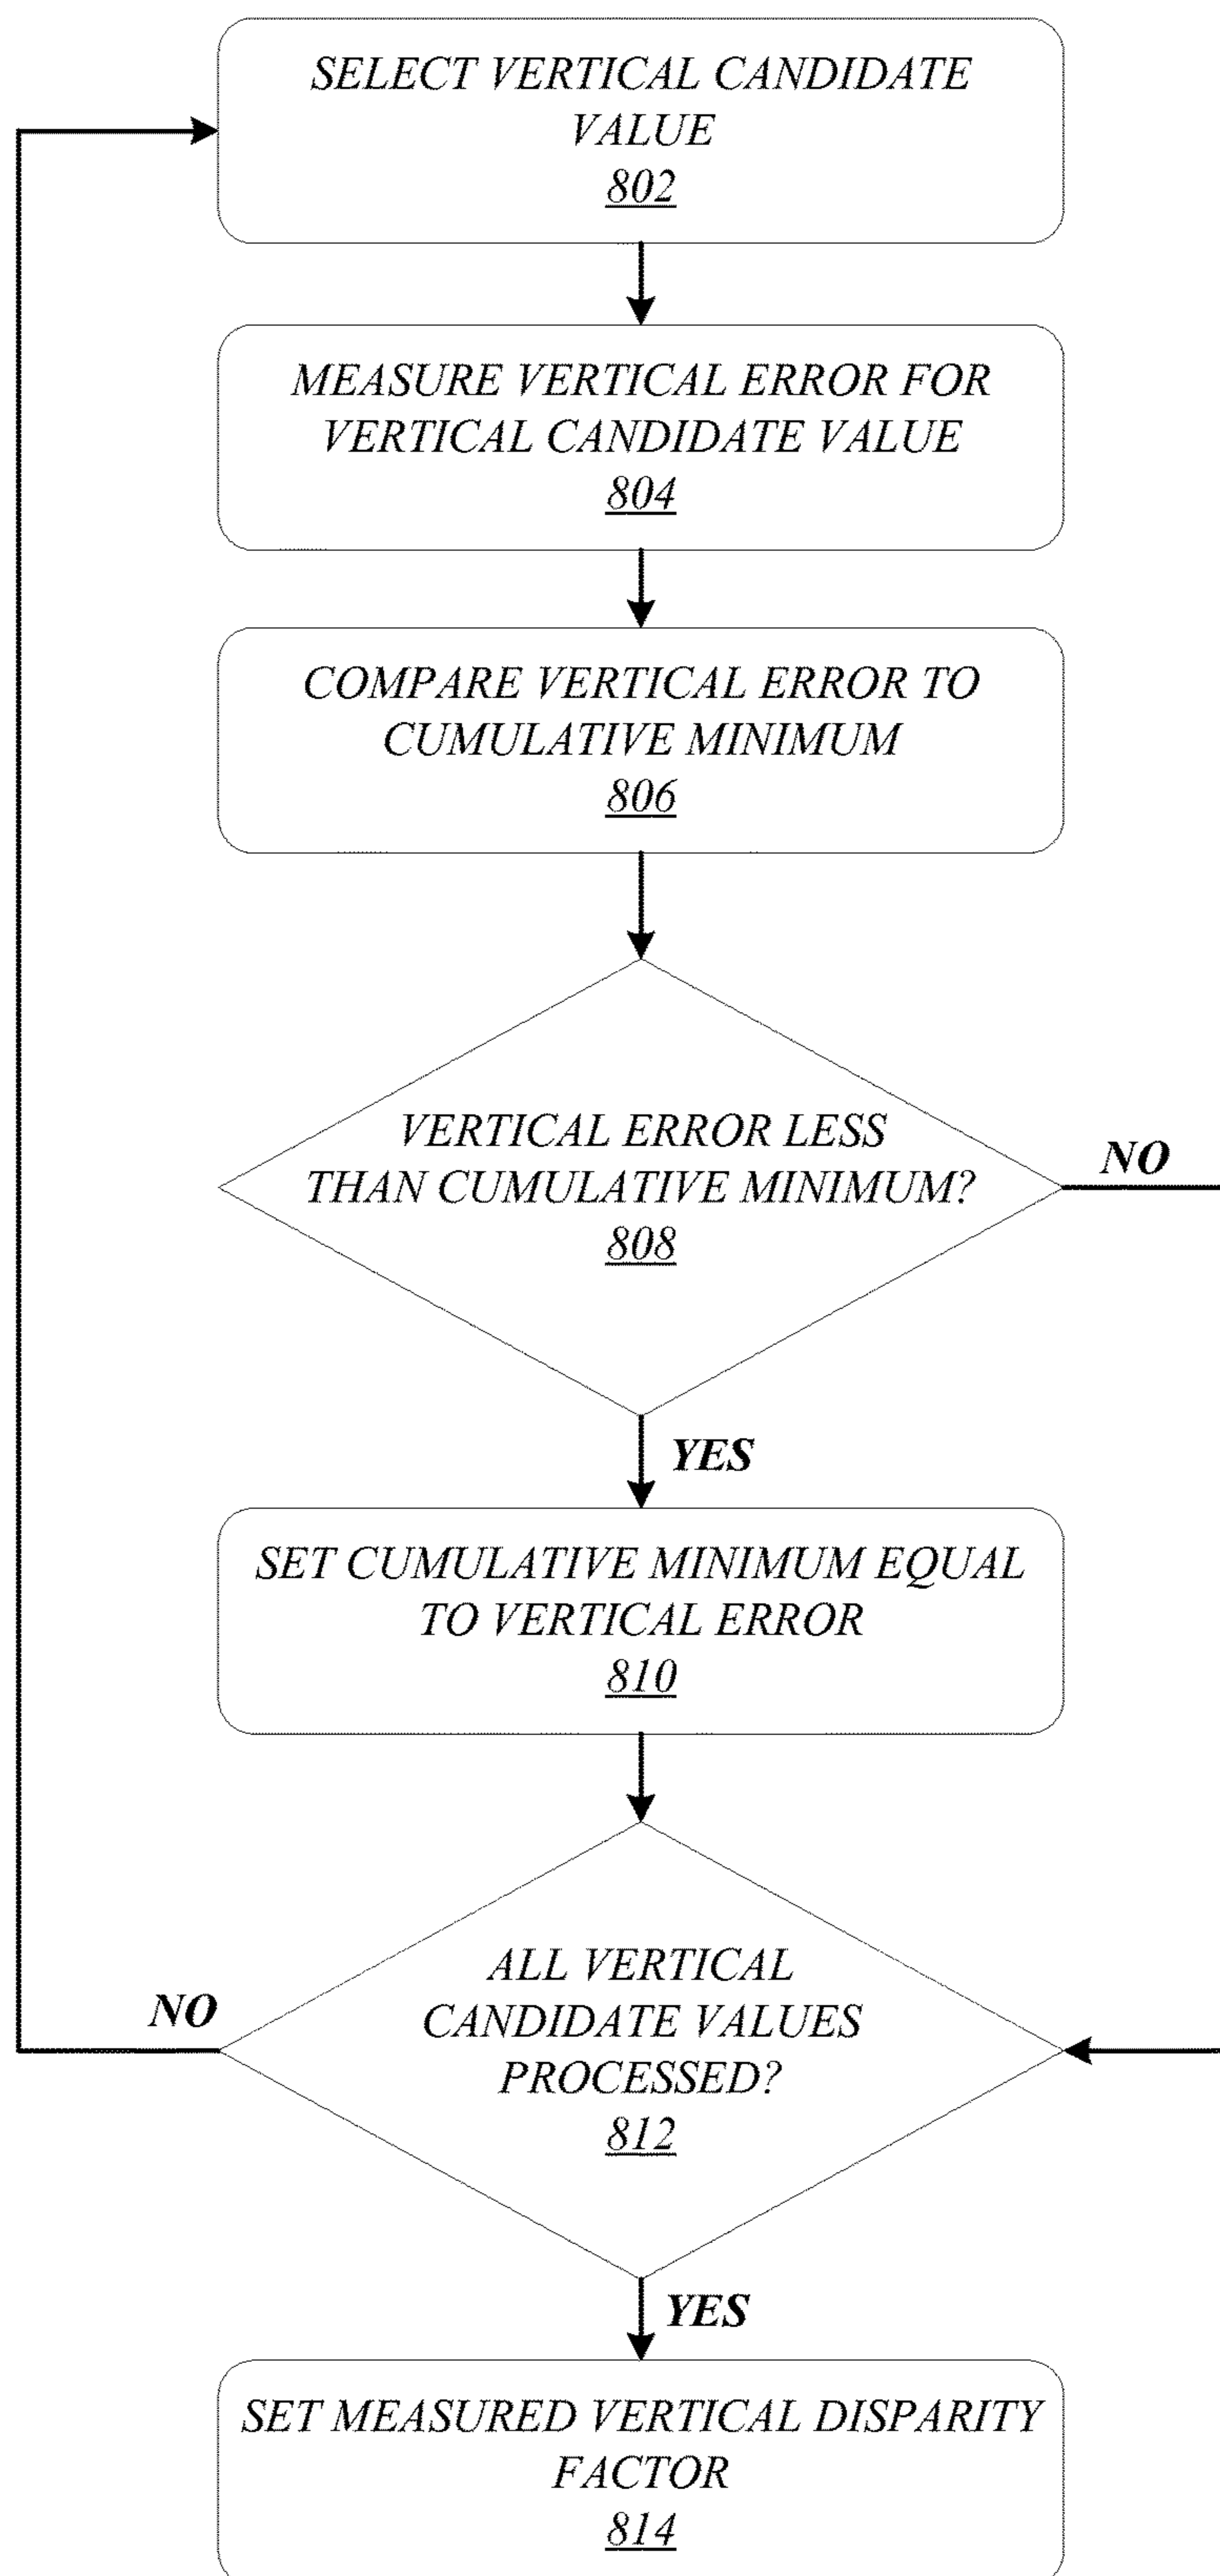 SELECT VERTICAL CANDIDATE
VALUE
802
MEASURE VERTICAL ERROR FOR
VERTICAL CANDIDATE VALUE
804
COMPARE VERTICAL ERROR TO
CUMULATIVE MINIMUM
806
VERTICAL ERROR LESS
THAN CUMULATIVE MINIMUM?
808
NO
YES
SET CUMULATIVE MINIMUM EQUAL
TO VERTICAL ERROR
810
ALL VERTICAL
CANDIDATE VALUES
PROCESSED?
812
NO
YES
SET MEASURED VERTICAL DISPARITY
FACTOR
814